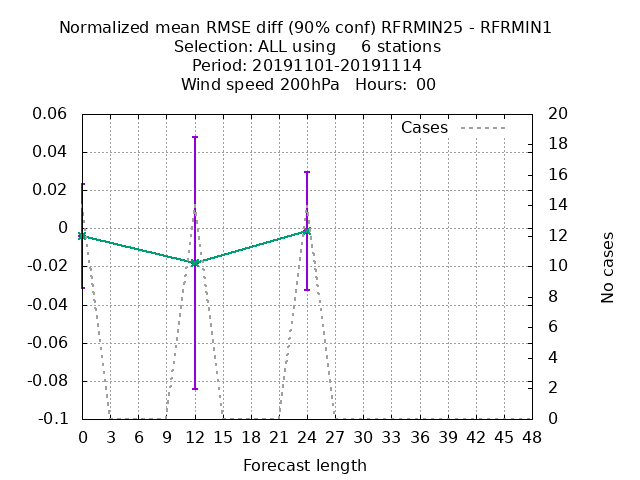 Normalized mean RMSE diff (90% conf) RFRMIN25 - RFRMIN1
Selection: ALL using     6 stations
Period: 20191101-20191114
Wind speed 200hPa   Hours:  00
0.06
0.04
0.02
0
-0.02
-0.04
-0.06
-0.08
-0.1
Cases
20
18
16
14
12
10
8
6
4
2
0
No cases
0 3 6 9 12 15 18 21 24 27 30 33 36 39 42 45 48
Forecast length